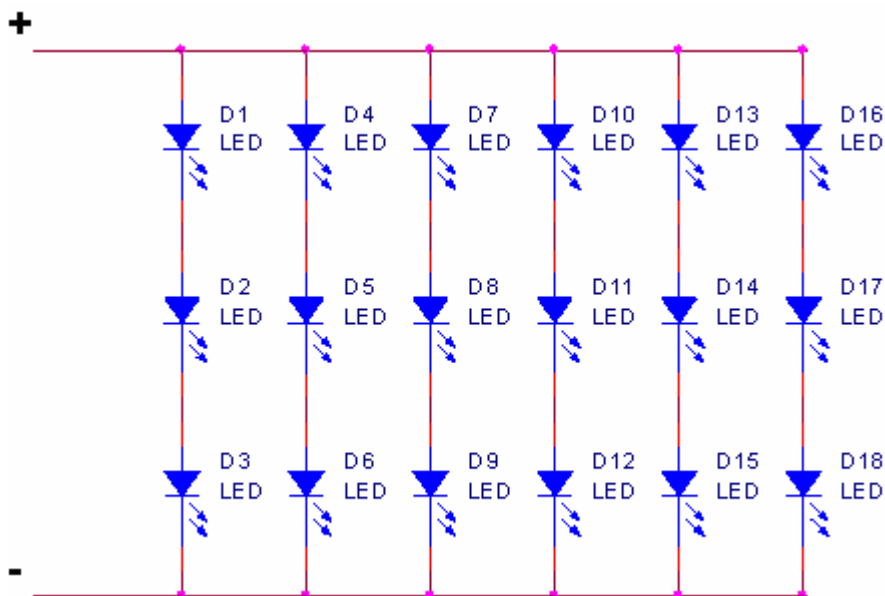 +
D1 D4 D7 D10 D13 D16
LED LED LED LED LED LED
D2 D5 D8 D11 D14 D17
LED LED LED LED LED LED
D3 D6 D9 D12 D15 D18
LED LED LED LED LED LED
-